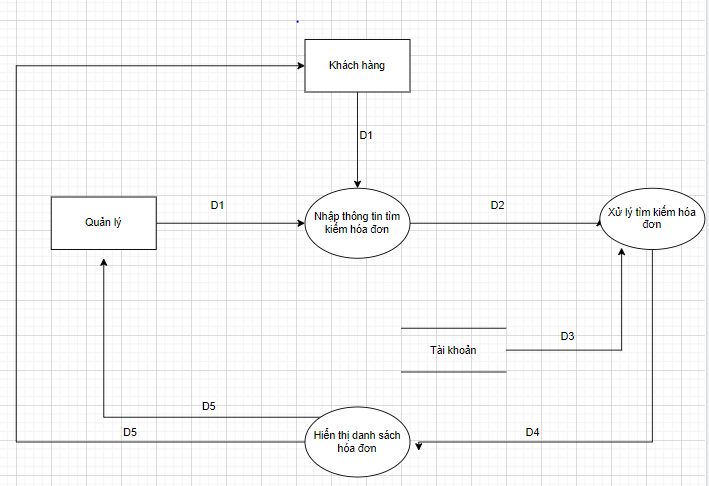 Khách hàng
D1
Quản lý
D1
Nhập thông tin tìm
kiếm hóa đơn
D2
Xử lý tìm kiếm hóa
đơn
Tài khoản
D3
D5
D5
Hiển thị danh sách
hóa đơn
D4